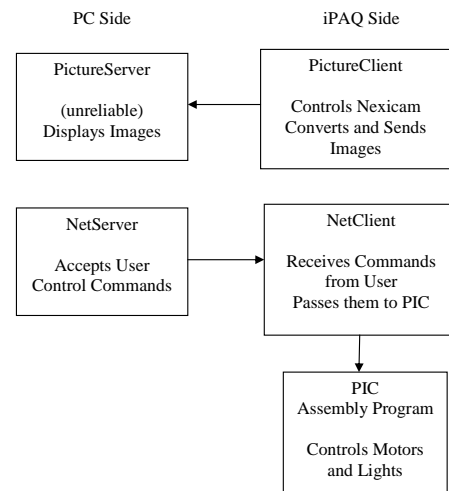 PC Side
iPAQ Side
PictureServer
(unreliable)
Displays Images
PictureClient
Controls Nexicam
Converts and Sends
Images
NetServer
Accepts User
Control Commands
NetClient
Receives Commands
from User
Passes them to PIC
PIC
Assembly Program
Controls Motors
and Lights